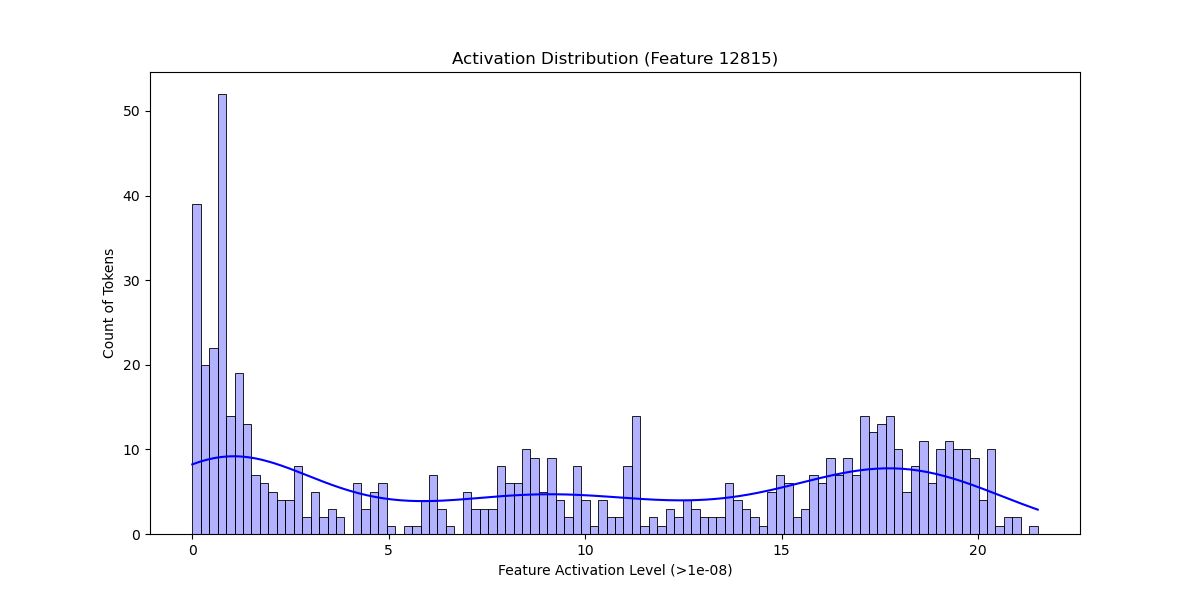 Activation Distribution (Feature 12815)
50
40
30
20
10
0
Count of Tokens
0 5 10 15 20
Feature Activation Level (>1e-08)